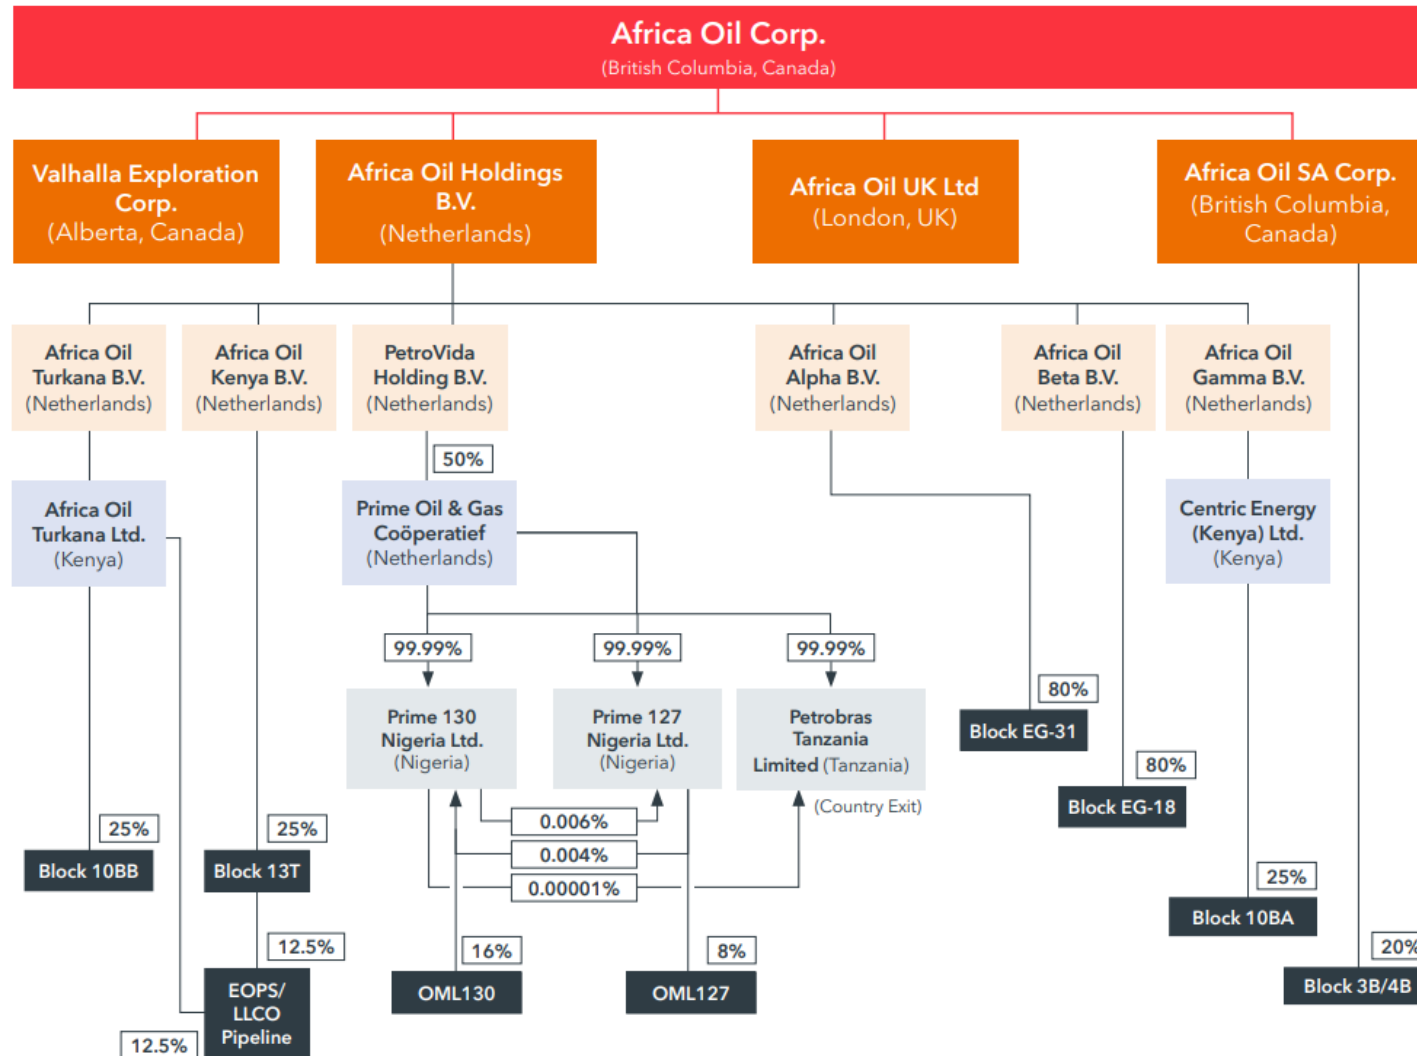 Africa Oil Corp.
(British Columbia, Canada)
Valhalla Exploration
Corp.
(Alberta, Canada)
Africa Oil Holdings
B.V.
(Netherlands)
Africa Oil UK Ltd
(London, UK)
Africa Oil SA Corp.
(British Columbia,
Canada)
Africa Oil
Turkana B.V.
(Netherlands)
Africa Oil
Kenya B.V.
(Netherlands)
PetroVida
Holding B.V.
(Netherlands)
Africa Oil
Alpha B.V.
(Netherlands)
Africa Oil
Beta B.V.
(Netherlands)
Africa Oil
Gamma B.V.
(Netherlands)
50%
Africa Oil
Turkana Ltd.
(Kenya)
Prime Oil & Gas
Coöperatief
(Netherlands)
Centric Energy
(Kenya) Ltd.
(Kenya)
99.99%
99.99%
99.99%
Prime 130
Nigeria Ltd.
(Nigeria)
Prime 127
Nigeria Ltd.
(Nigeria)
Petrobras
Tanzania
Limited (Tanzania)
(Country Exit)
80%
Block EG-31
80%
Block EG-18
0.006%
0.004%
0.00001%
25%
Block 10BB
25%
Block 13T
25%
Block 10BA
12.5%
16%
8%
20%
EOPS/
LLCO
Pipeline
OML130
OML127
Block 3B/4B
12.5%